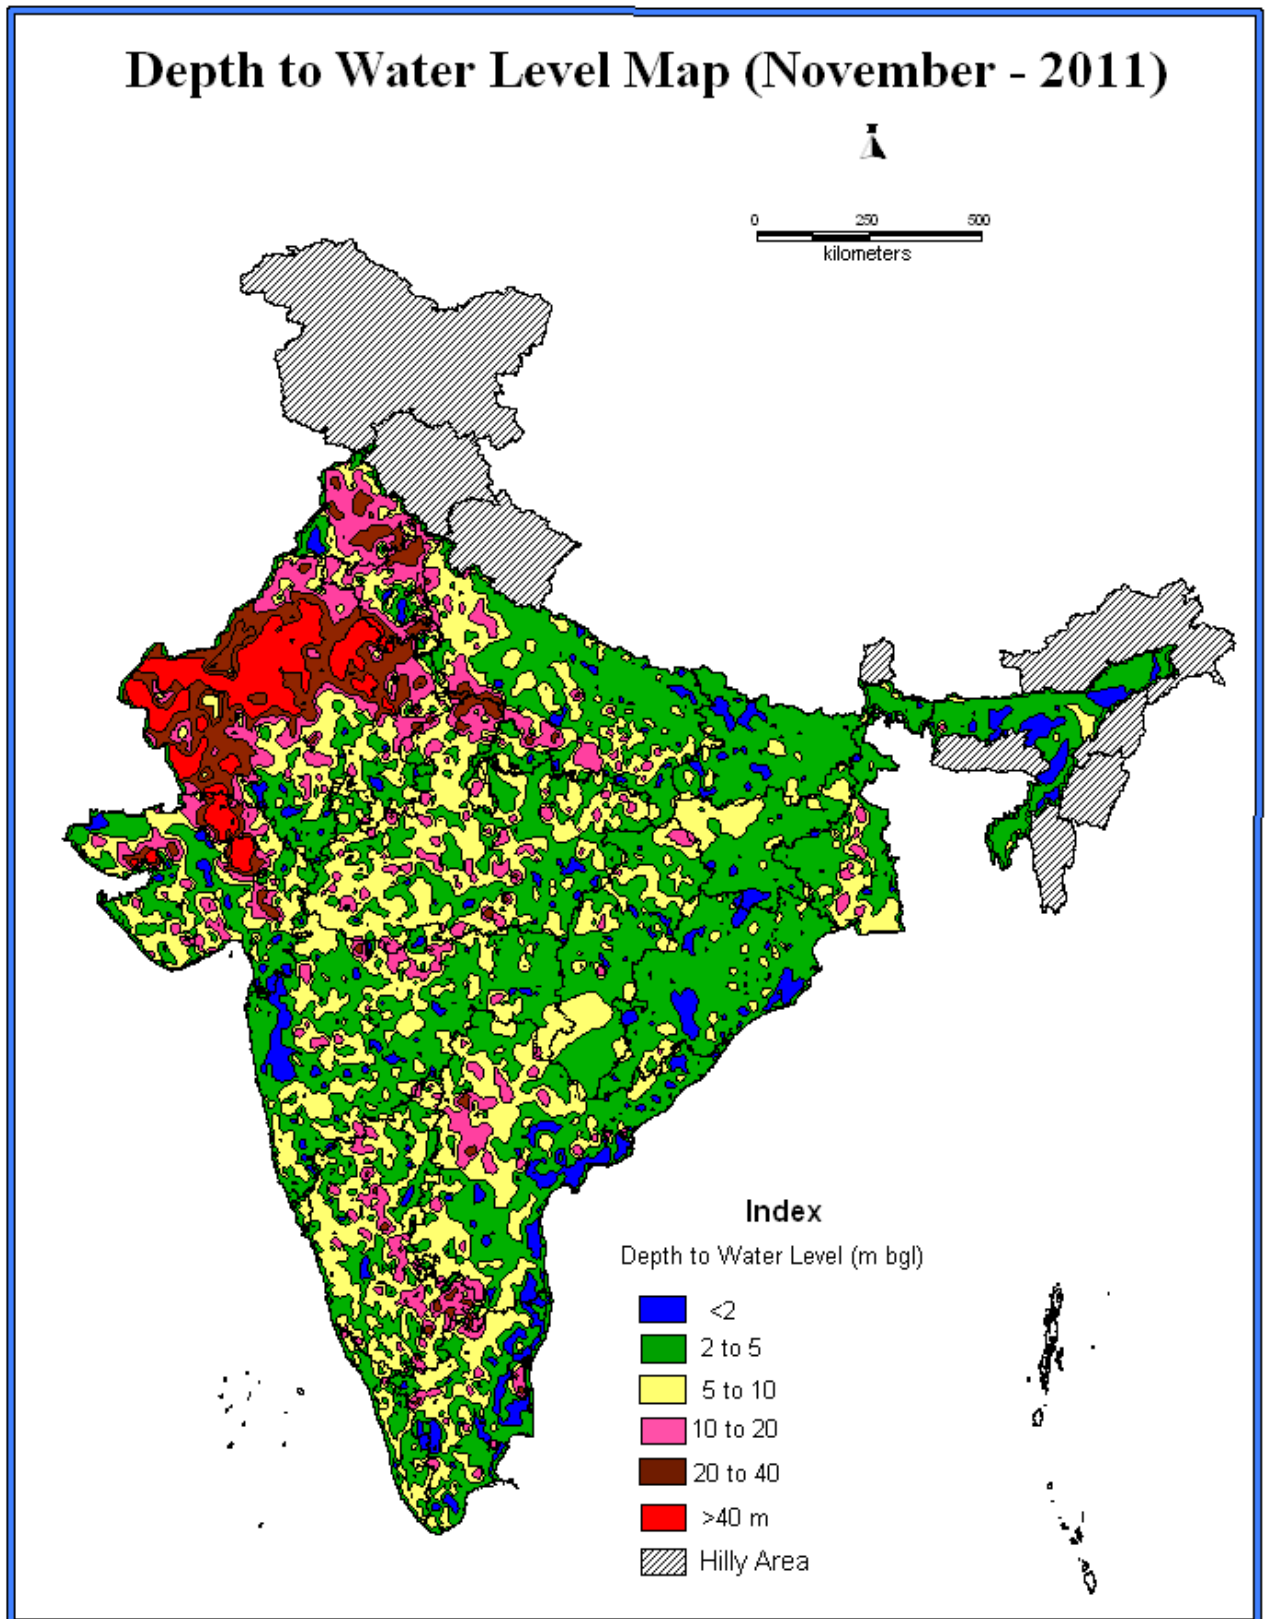 Depth to Water Level Map (November - 2011)
0 250 500
kilometers
Index
Depth to Water Level (m bgl)
<2
2 to 5
5 to 10
10 to 20
20 to 40
>40 m
Hilly Area